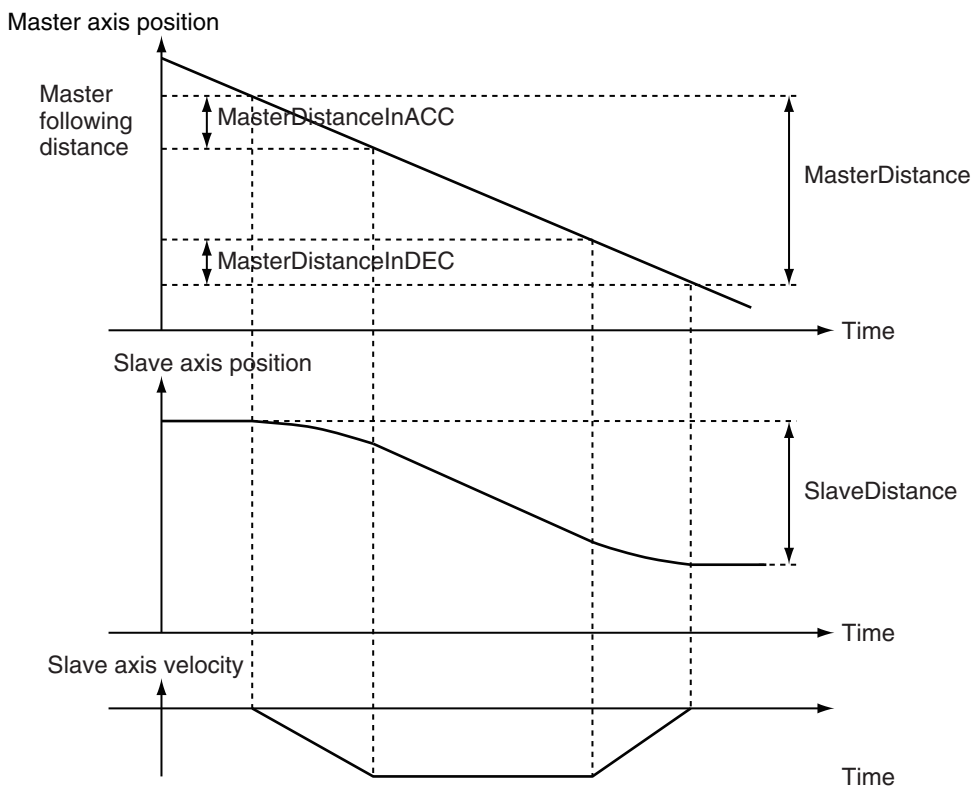 Master axis position
Master
following
distance
MasterDistanceInACC
MasterDistance
MasterDistanceInDEC
Time
Slave axis position
SlaveDistance
Time
Slave axis velocity
Time